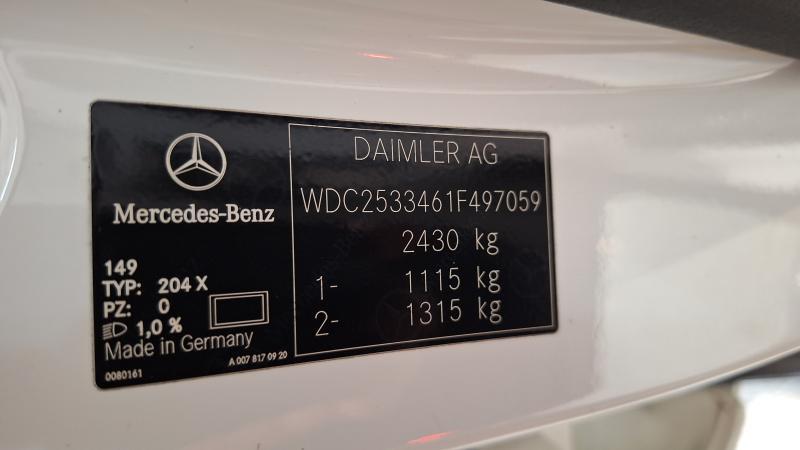 Mercedes-Benz
149
TYP: 204 X
PZ: 0
1,0 %
Made in Germany
0080161
A 007 817 09 20
DAIMLER AG
WDC2533461F497059
2430 kg
1- 1115 kg
2- 1315 kg